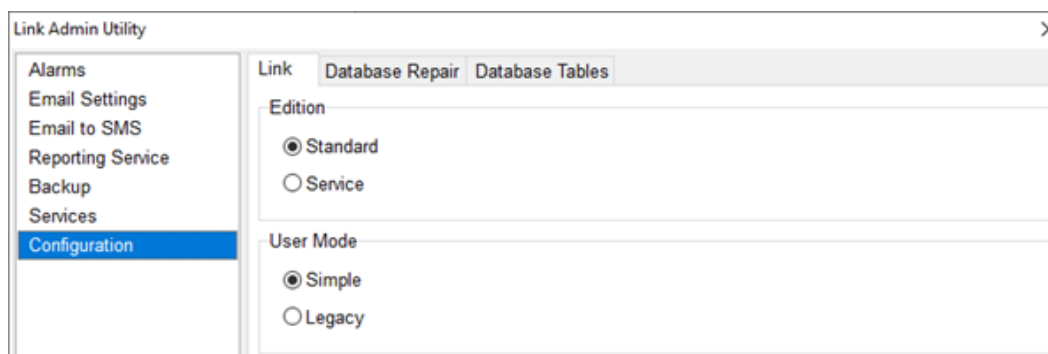 Link Admin Utility
Alarms
Email Settings
Email to SMS
Reporting Service
Backup
Services
Configuration
Link
Database Repair
Database Tables
Edition
Standard
Service
User Mode
Simple
Legacy